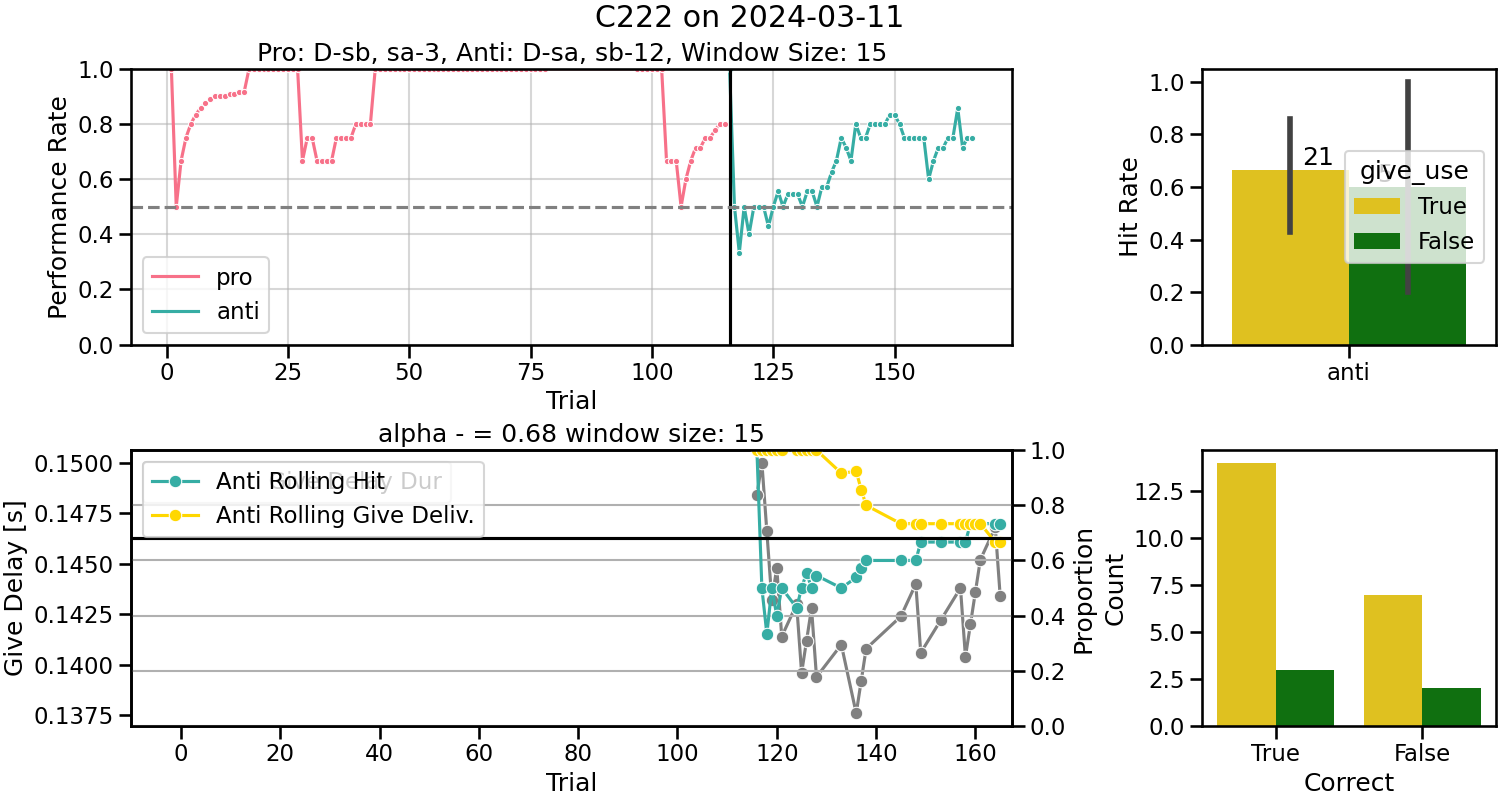 C222 on 2024-03-11
Pro: D-sb, sa-3, Anti: D-sa, sb-12, Window Size: 15
Performance Rate
1.0
0.8
0.6
0.4
0.2
0.0
pro
anti
0 25 50 75 100 125 150
Trial
Hit Rate
1.0
0.8
0.6
0.4
0.2
0.0
21
give_use
True
False
anti
alpha - = 0.68 window size: 15
Give Delay [s]
0.1500
0.1475
0.1450
0.1425
0.1400
0.1375
Anti Rolling Hit
Anti Rolling Give Deliv.
1.0
0.8
0.6
0.4
0.2
0.0
Proportion
0 20 40 60 80 100 120 140 160
Trial
Count
12.5
10.0
7.5
5.0
2.5
0.0
True False
Correct